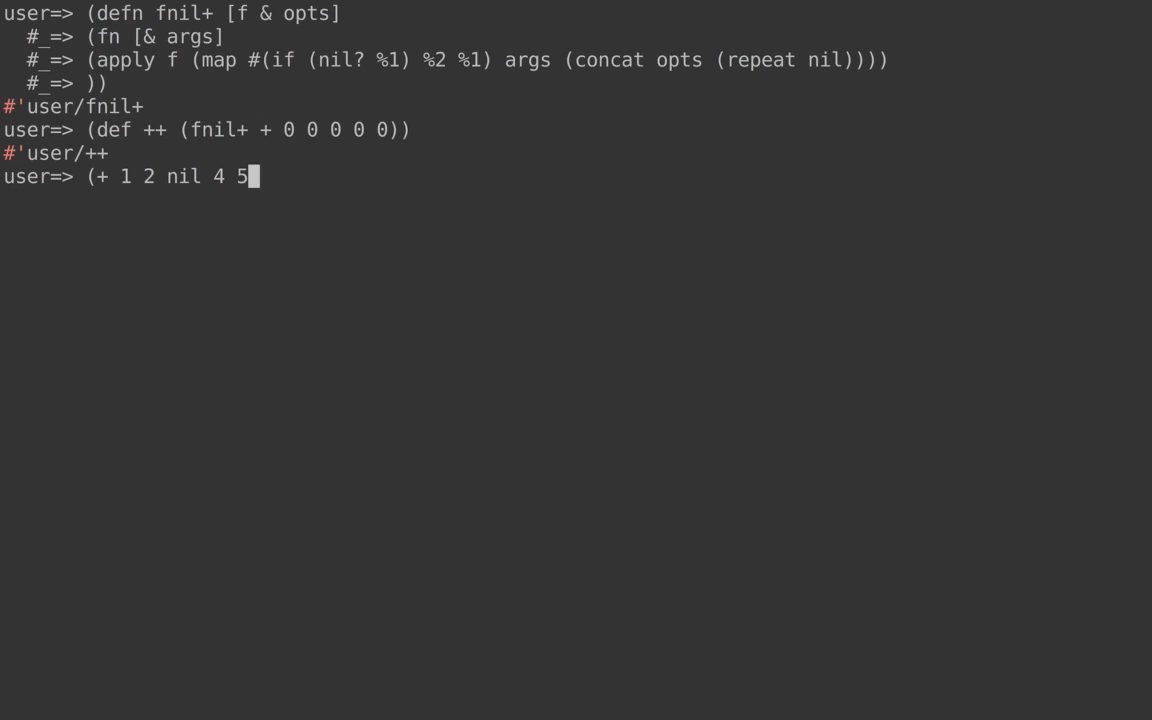 user=> (defn fnil+ [f & opts]
  #_=> (fn [& args]
  #_=> (apply f (map #(if (nil? %1) %2 %1) args (concat opts (repeat nil))))
  #_=> ))
#'user/fnil+
user=> (def ++ (fnil+ + 0 0 0 0 0))
#'user/++
user=> (+ 1 2 nil 4 5